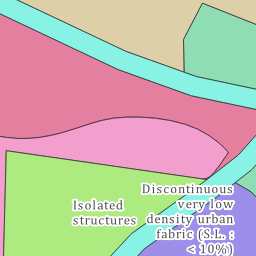 Isolated
structures
Discontinuous
very low
density urban
fabric (S.L. :
< 10%)